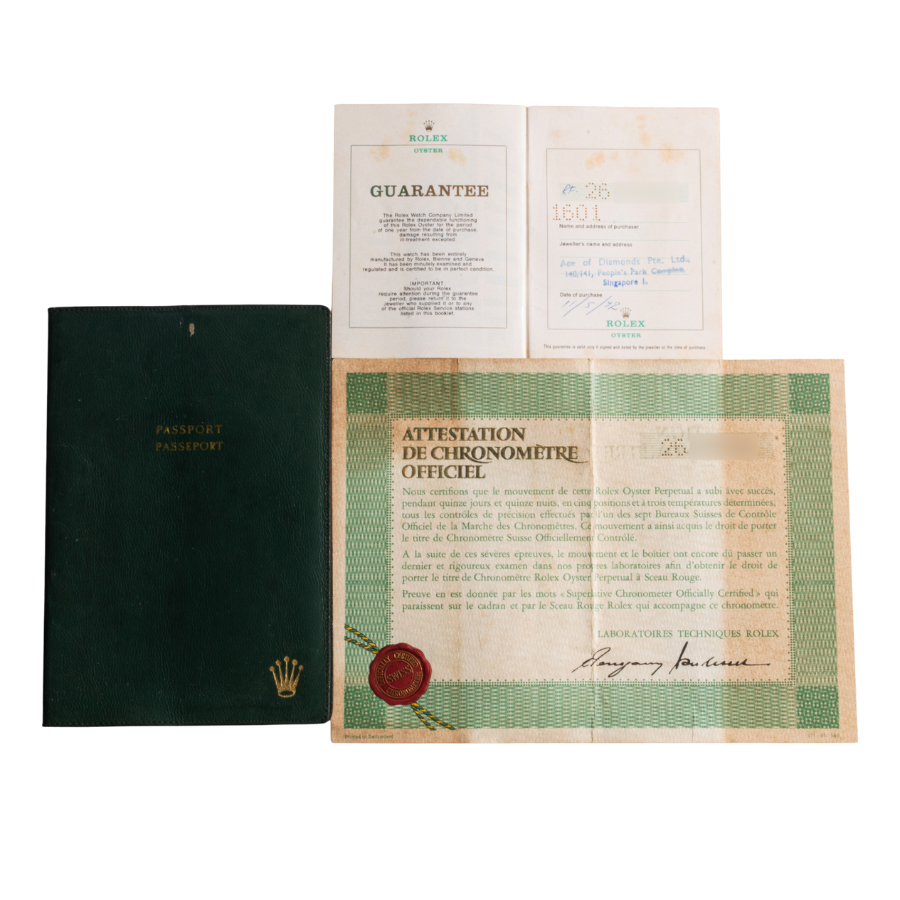 ROLEX
OYSTER
GUARANTEE
The Rolex Watch Company Limited
guarantee the dependable functioning
of this Rolex Oyster for the period
of one year from the date of purchase,
damage resulting from
ill-treatment excepted.
This watch has been entirely
manufactured by Rolex, Bienne and Geneva.
It has been minutely examined and
regulated and is certified to be in perfect condition.
IMPORTANT
Should your Rolex
require attention during the guarantee
period, please return it to the
jeweller who supplied it or to any
of the official Rolex Service stations
listed in this booklet.
26
1601
Name and address of purchaser
Jeweller's name and address
Ace of Diamonds Pte. Ltd.
140/141, People's Park Complex
Singapore 1.
Date of purchase
ROLEX
OYSTER
This guarantee is valid only if signed and dated by the jeweller at the time of purchase.
PASSPORT
PASSEPORT
ATTESTATION
DE CHRONOMÈTRE
OFFICIEL
26
Nous certifions que le mouvement de cette Rolex Oyster Perpetual a subi avec succès,
pendant quinze jours et quinze nuits, en cinq positions et à trois températures déterminées,
tous les contrôles de précision effectués par l'un des sept Bureaux Suisses de Contrôle
Officiel de la Marche des Chronomètres. Ce mouvement a ainsi acquis le droit de porter
le titre de Chronomètre Suisse Officiellement Contrôlé.
A la suite de ces sévères épreuves, le mouvement et le boîtier ont encore dû passer un
dernier et rigoureux examen dans nos propres laboratoires afin d'obtenir le droit de
porter le titre de Chronomètre Rolex Oyster Perpetual à Sceau Rouge.
Preuve en est donnée par les mots « Superlative Chronometer Officially Certified » qui
paraissent sur le cadran et par le Sceau Rouge Rolex qui accompagne ce chronomètre.
LABORATOIRES TECHNIQUES ROLEX
OFFICIALLY CERTIFIED
SWISS
CHRONOMETER
Printed in Switzerland